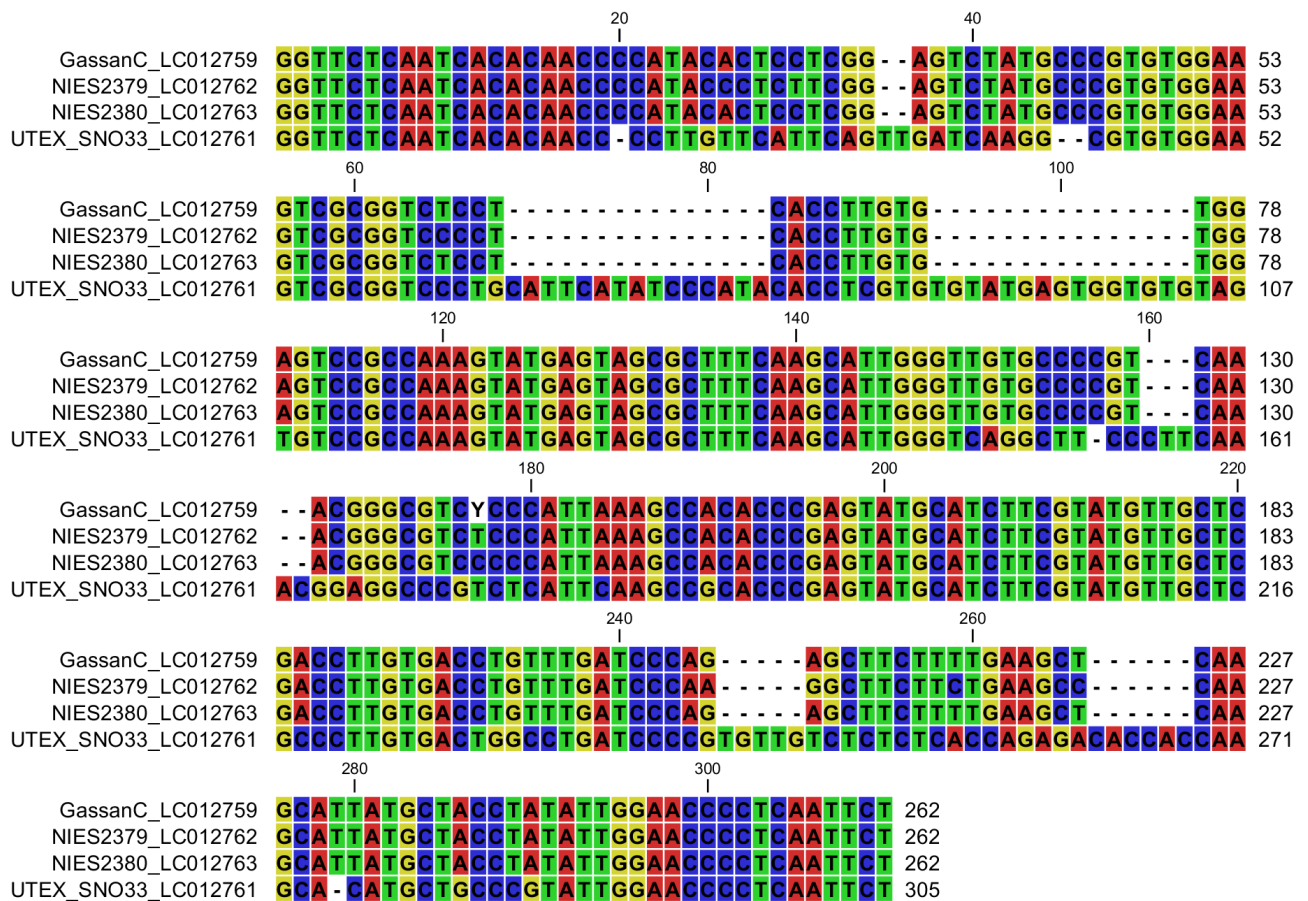 20 40
GassanC_LC012759 GGTTCTCAATCACACAACCCCATACACTCCTCGG--AGTCTATGCCCGTGTGGAA 53
NIES2379_LC012762 GGTTCTCAATCACACAACCCCATACCCTCTTCGG--AGTCTATGCCCGTGTGGAA 53
NIES2380_LC012763 GGTTCTCAATCACACAACCCCATACACTCCTCGG--AGTCTATGCCCGTGTGGAA 53
UTEX_SNO33_LC012761 GGTTCTCAATCACACAACC-CCTTGTTCATTCAGTTGATCAAGG--CGTGTGGAA 52
60 80 100
GassanC_LC012759 GTCGCGGTCTCCT---------------CACCTTGTG---------------TGG 78
NIES2379_LC012762 GTCGCGGTCCCCT---------------CACCTTGTG---------------TGG 78
NIES2380_LC012763 GTCGCGGTCTCCT---------------CACCTTGTG---------------TGG 78
UTEX_SNO33_LC012761 GTCGCGGTCCCTGCATTCATATCCCATACACCTCGTGTGTATGAGTGGTGTGTAG 107
120 140 160
GassanC_LC012759 AGTCCGCCAAAGTATGAGTAGCGCTTTCAAGCATTGGGTTGTGCCCCGT---CAA 130
NIES2379_LC012762 AGTCCGCCAAAGTATGAGTAGCGCTTTCAAGCATTGGGTTGTGCCCCGT---CAA 130
NIES2380_LC012763 AGTCCGCCAAAGTATGAGTAGCGCTTTCAAGCATTGGGTTGTGCCCCGT---CAA 130
UTEX_SNO33_LC012761 TGTCCGCCAAAGTATGAGTAGCGCTTTCAAGCATTGGGTCAGGCTT-CCCTTCAA 161
180 200 220
GassanC_LC012759 --ACGGGCGTCYCCCATTAAAGCCACACCCGAGTATGCATCTTCGTATGTTGCTC 183
NIES2379_LC012762 --ACGGGCGTCTCCCATTAAAGCCACACCCGAGTATGCATCTTCGTATGTTGCTC 183
NIES2380_LC012763 --ACGGGCGTCCCCCATTAAAGCCACACCCGAGTATGCATCTTCGTATGTTGCTC 183
UTEX_SNO33_LC012761 ACGGAGGCCCGTCTCATTCAAGCCGCACCCGAGTATGCATCTTCGTATGTTGCTC 216
240 260
GassanC_LC012759 GACCTTGTGACCTGTTTGATCCCAG-----AGCTTCTTTTGAAGCT------CAA 227
NIES2379_LC012762 GACCTTGTGACCTGTTTGATCCCAA-----GGCTTCTTCTGAAGCC------CAA 227
NIES2380_LC012763 GACCTTGTGACCTGTTTGATCCCAG-----AGCTTCTTTTGAAGCT------CAA 227
UTEX_SNO33_LC012761 GCCCTTGTGACTGGCCTGATCCCCGTGTTGTCTCTCTCACCAGAGACACCACCAA 271
280 300
GassanC_LC012759 GCATTATGCTACCTATATTGGAACCCCTCAATTCT 262
NIES2379_LC012762 GCATTATGCTACCTATATTGGAACCCCTCAATTCT 262
NIES2380_LC012763 GCATTATGCTACCTATATTGGAACCCCTCAATTCT 262
UTEX_SNO33_LC012761 GCA-CATGCTGCCCGTATTGGAACCCCTCAATTCT 305